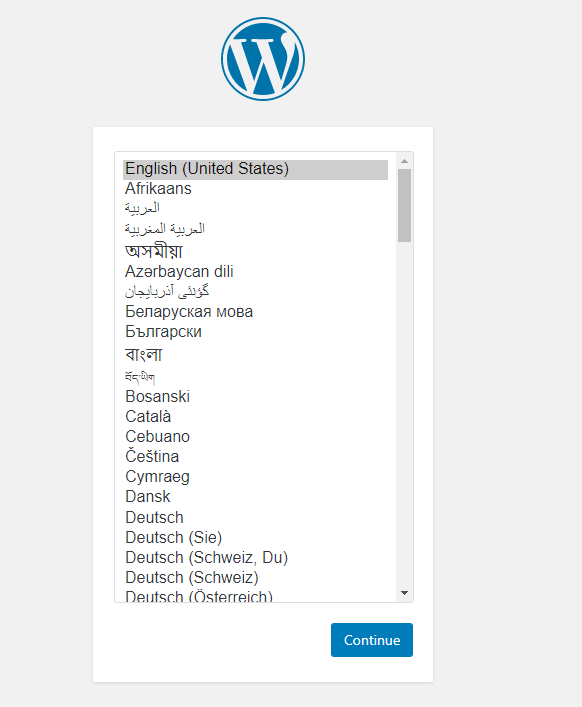 English (United States)
Afrikaans
العربية
العربية المغربية
অসমীয়া
Azərbaycan dili
گؤنئی آذربایجان
Беларуская мова
Български
বাংলা
བོད་ཡིག
Bosanski
Català
Cebuano
Čeština
Cymraeg
Dansk
Deutsch
Deutsch (Sie)
Deutsch (Schweiz, Du)
Deutsch (Schweiz)
Deutsch (Österreich)
Continue